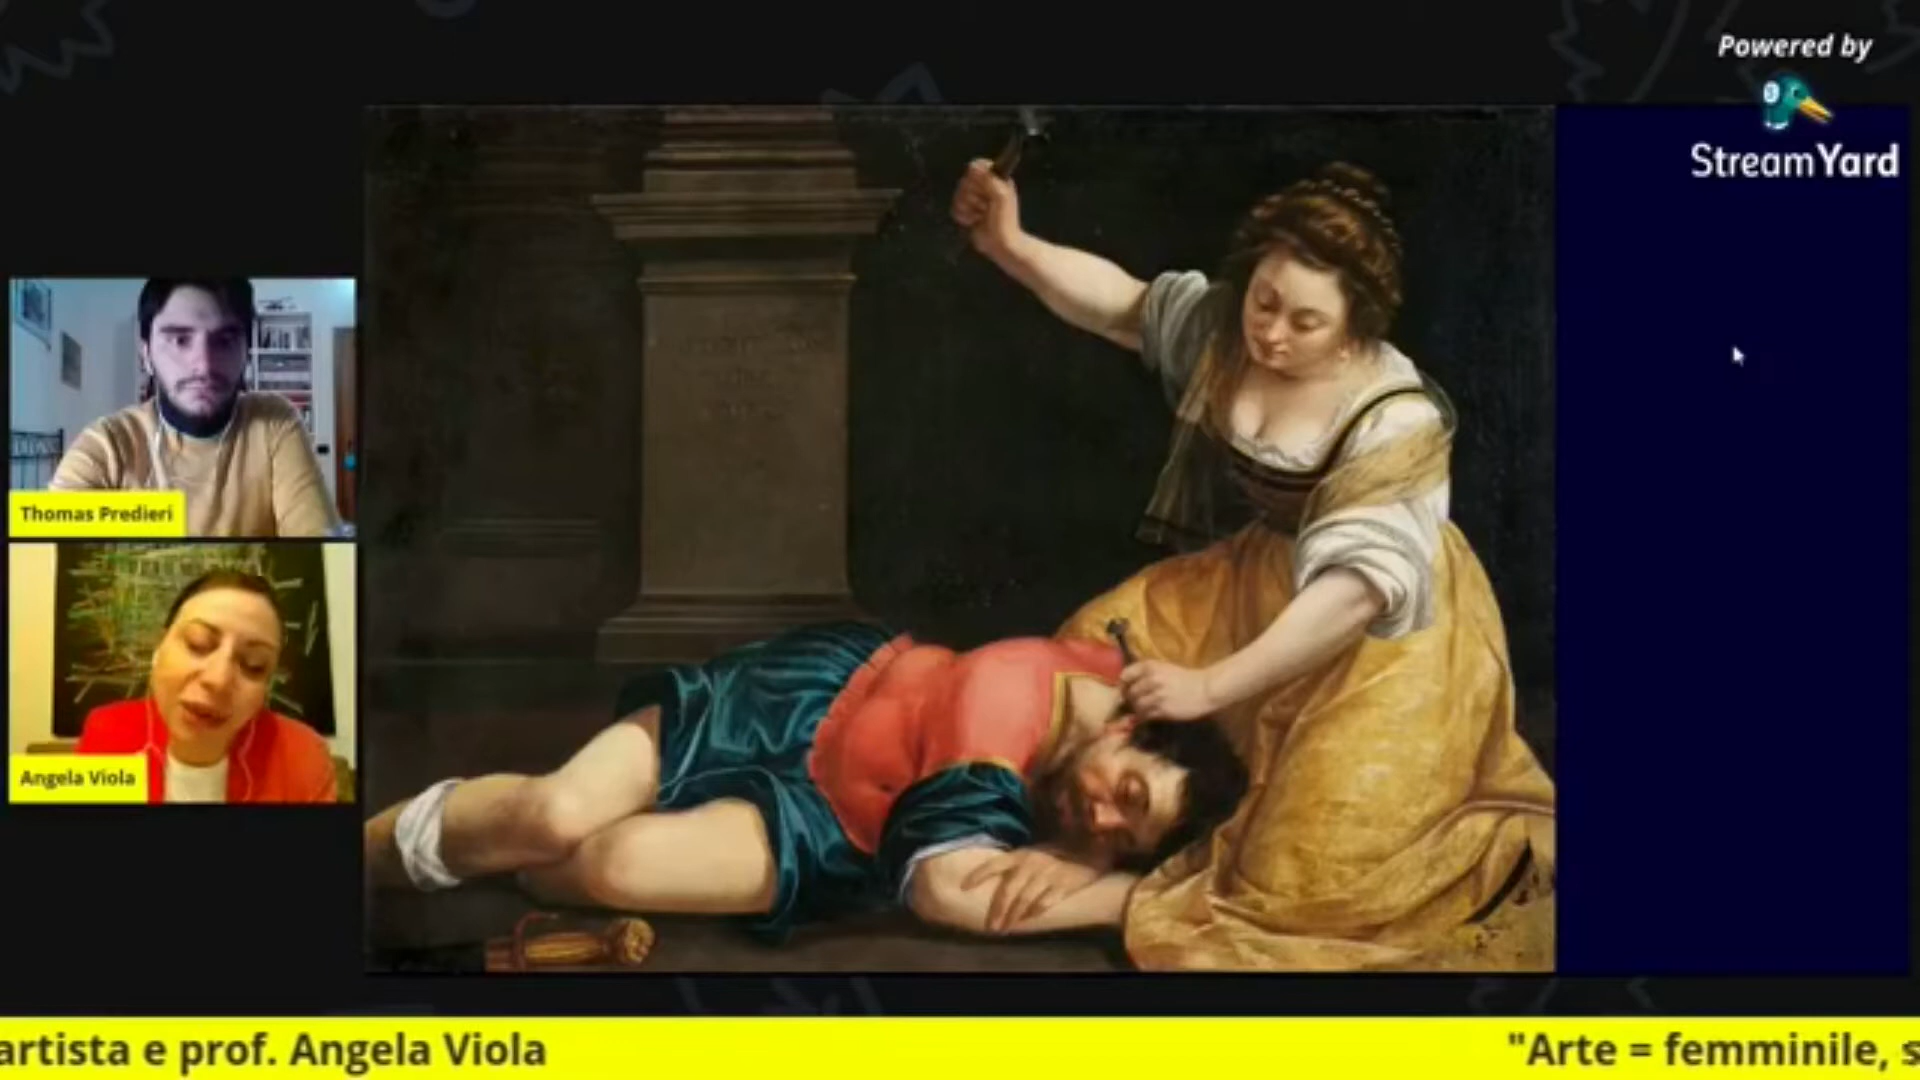 Powered by
StreamYard
Thomas Predieri
Angela Viola
artista e prof. Angela Viola
"Arte = femminile, s